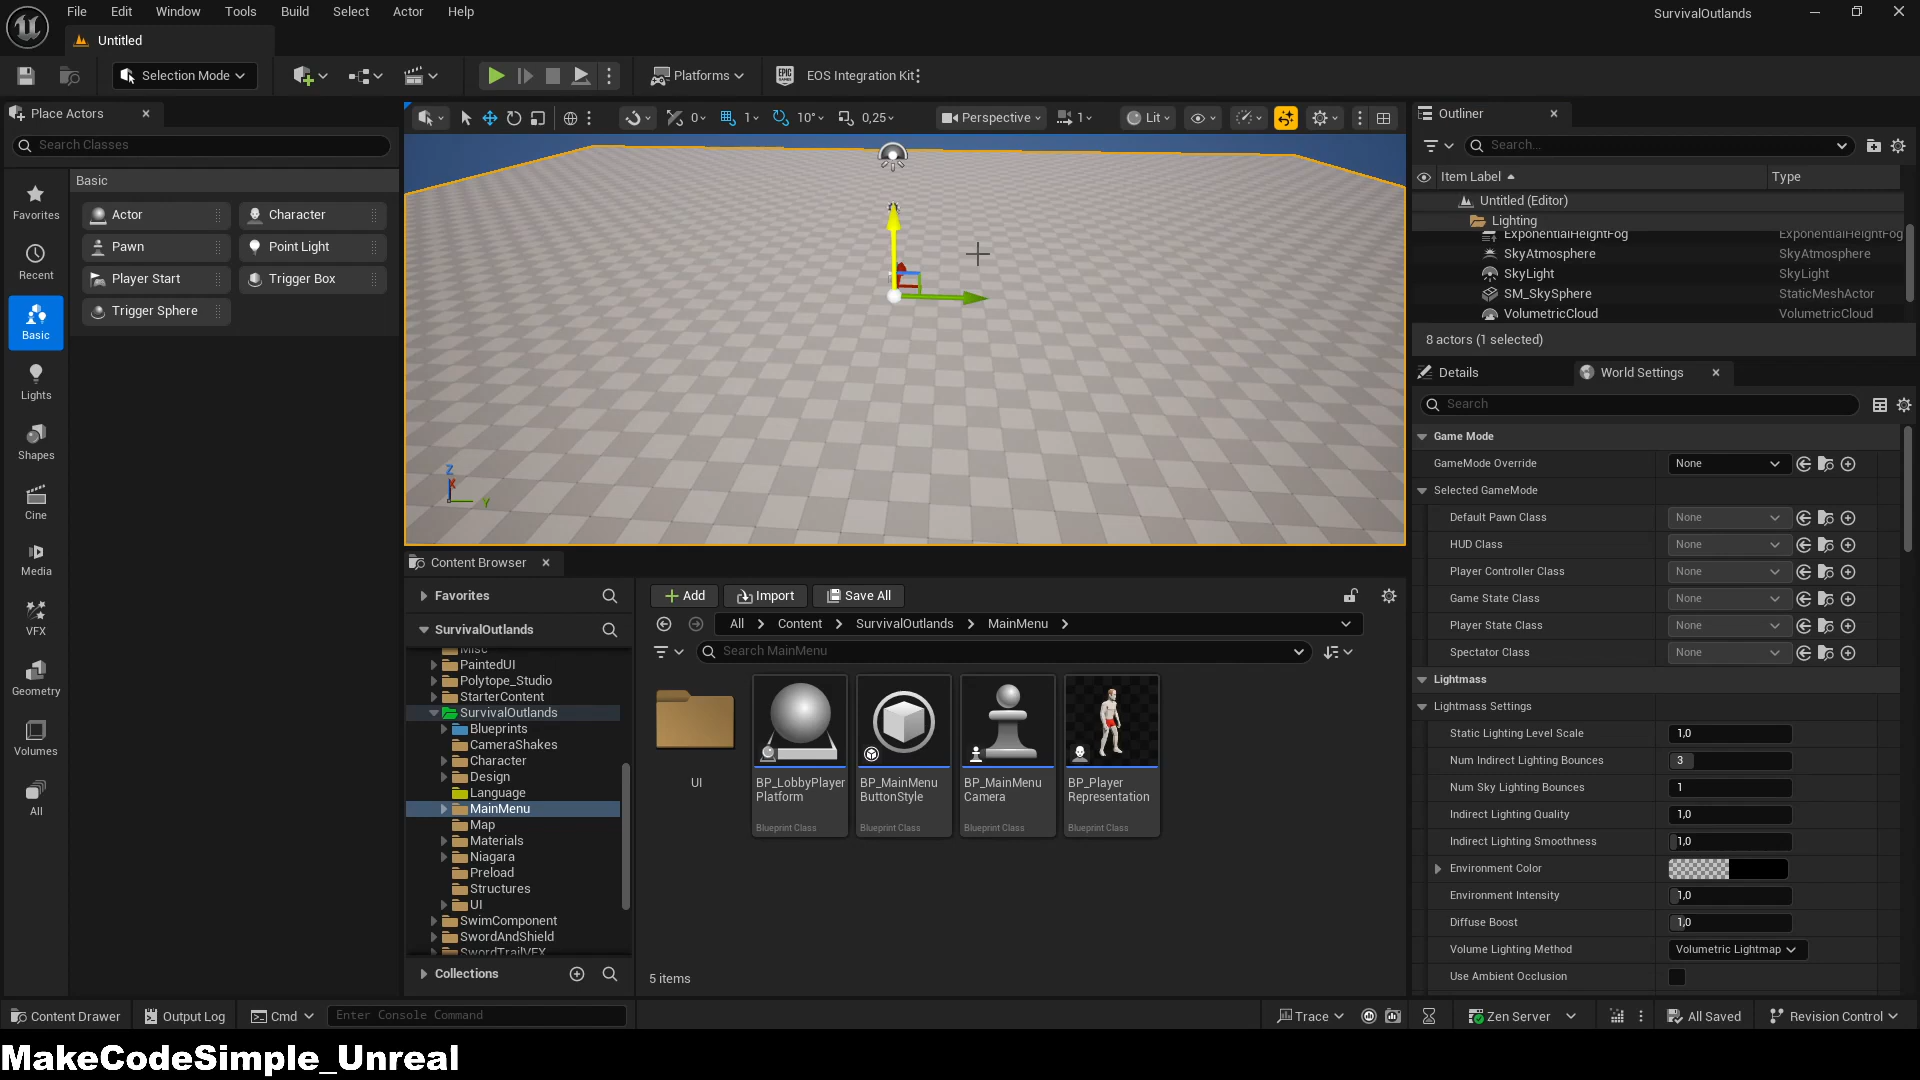 File Edit Window Tools Build Select Actor Help
SurvivalOutlands
Untitled
Selection Mode
Platforms
EPIC GAMES
EOS Integration Kit
Place Actors
Search Classes
Favorites
Recent
Basic
Lights
Shapes
Cine
Media
VFX
Geometry
Volumes
All
Basic
Actor
Character
Pawn
Point Light
Player Start
Trigger Box
Trigger Sphere
0 1 10° 0,25
Perspective
1
Lit
Z
X
Y
Outliner
Search...
Item Label Type
Untitled (Editor)
Lighting
ExponentialHeightFog ExponentialHeightFog
SkyAtmosphere SkyAtmosphere
SkyLight SkyLight
SM_SkySphere StaticMeshActor
VolumetricCloud VolumetricCloud
8 actors (1 selected)
Details
World Settings
Search
Game Mode
GameMode Override None
Selected GameMode
Default Pawn Class None
HUD Class None
Player Controller Class None
Game State Class None
Player State Class None
Spectator Class None
Lightmass
Lightmass Settings
Static Lighting Level Scale 1,0
Num Indirect Lighting Bounces 3
Num Sky Lighting Bounces 1
Indirect Lighting Quality 1,0
Indirect Lighting Smoothness 1,0
Environment Color
Environment Intensity 1,0
Diffuse Boost 1,0
Volume Lighting Method Volumetric Lightmap
Use Ambient Occlusion
Content Browser
Favorites
SurvivalOutlands
Misc
PaintedUI
Polytope_Studio
StarterContent
SurvivalOutlands
Blueprints
CameraShakes
Character
Design
Language
MainMenu
Map
Materials
Niagara
Preload
Structures
UI
SwimComponent
SwordAndShield
SwordTrailVFX
Collections
Add
Import
Save All
All
Content
SurvivalOutlands
MainMenu
Search MainMenu
UI
BP_LobbyPlayer
Platform
Blueprint Class
BP_MainMenu
ButtonStyle
Blueprint Class
BP_MainMenu
Camera
Blueprint Class
BP_Player
Representation
Blueprint Class
5 items
Content Drawer
Output Log
Cmd
Enter Console Command
Trace
Zen Server
All Saved
Revision Control
MakeCodeSimple_Unreal